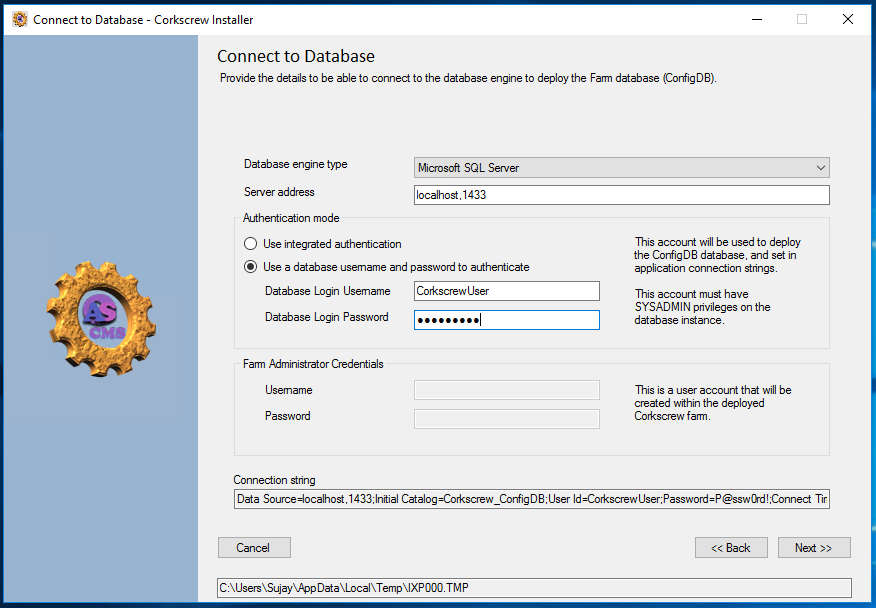 Connect to Database - Corkscrew Installer
Connect to Database
Provide the details to be able to connect to the database engine to deploy the Farm database (ConfigDB).
Database engine type
Microsoft SQL Server
Server address
localhost,1433
Authentication mode
Use integrated authentication
Use a database username and password to authenticate
Database Login Username
CorkscrewUser
Database Login Password
●●●●●●●●●
This account will be used to deploy
the ConfigDB database, and set in
application connection strings.
This account must have
SYSADMIN privileges on the
database instance.
AS
CMS
Farm Administrator Credentials
Username
Password
This is a user account that will be
created within the deployed
Corkscrew farm.
Connection string
Data Source=localhost,1433;Initial Catalog=Corkscrew_ConfigDB;User Id=CorkscrewUser;Password=P@ssw0rd!;Connect Tir
Cancel
<< Back
Next >>
C:\Users\Sujay\AppData\Local\Temp\IXP000.TMP